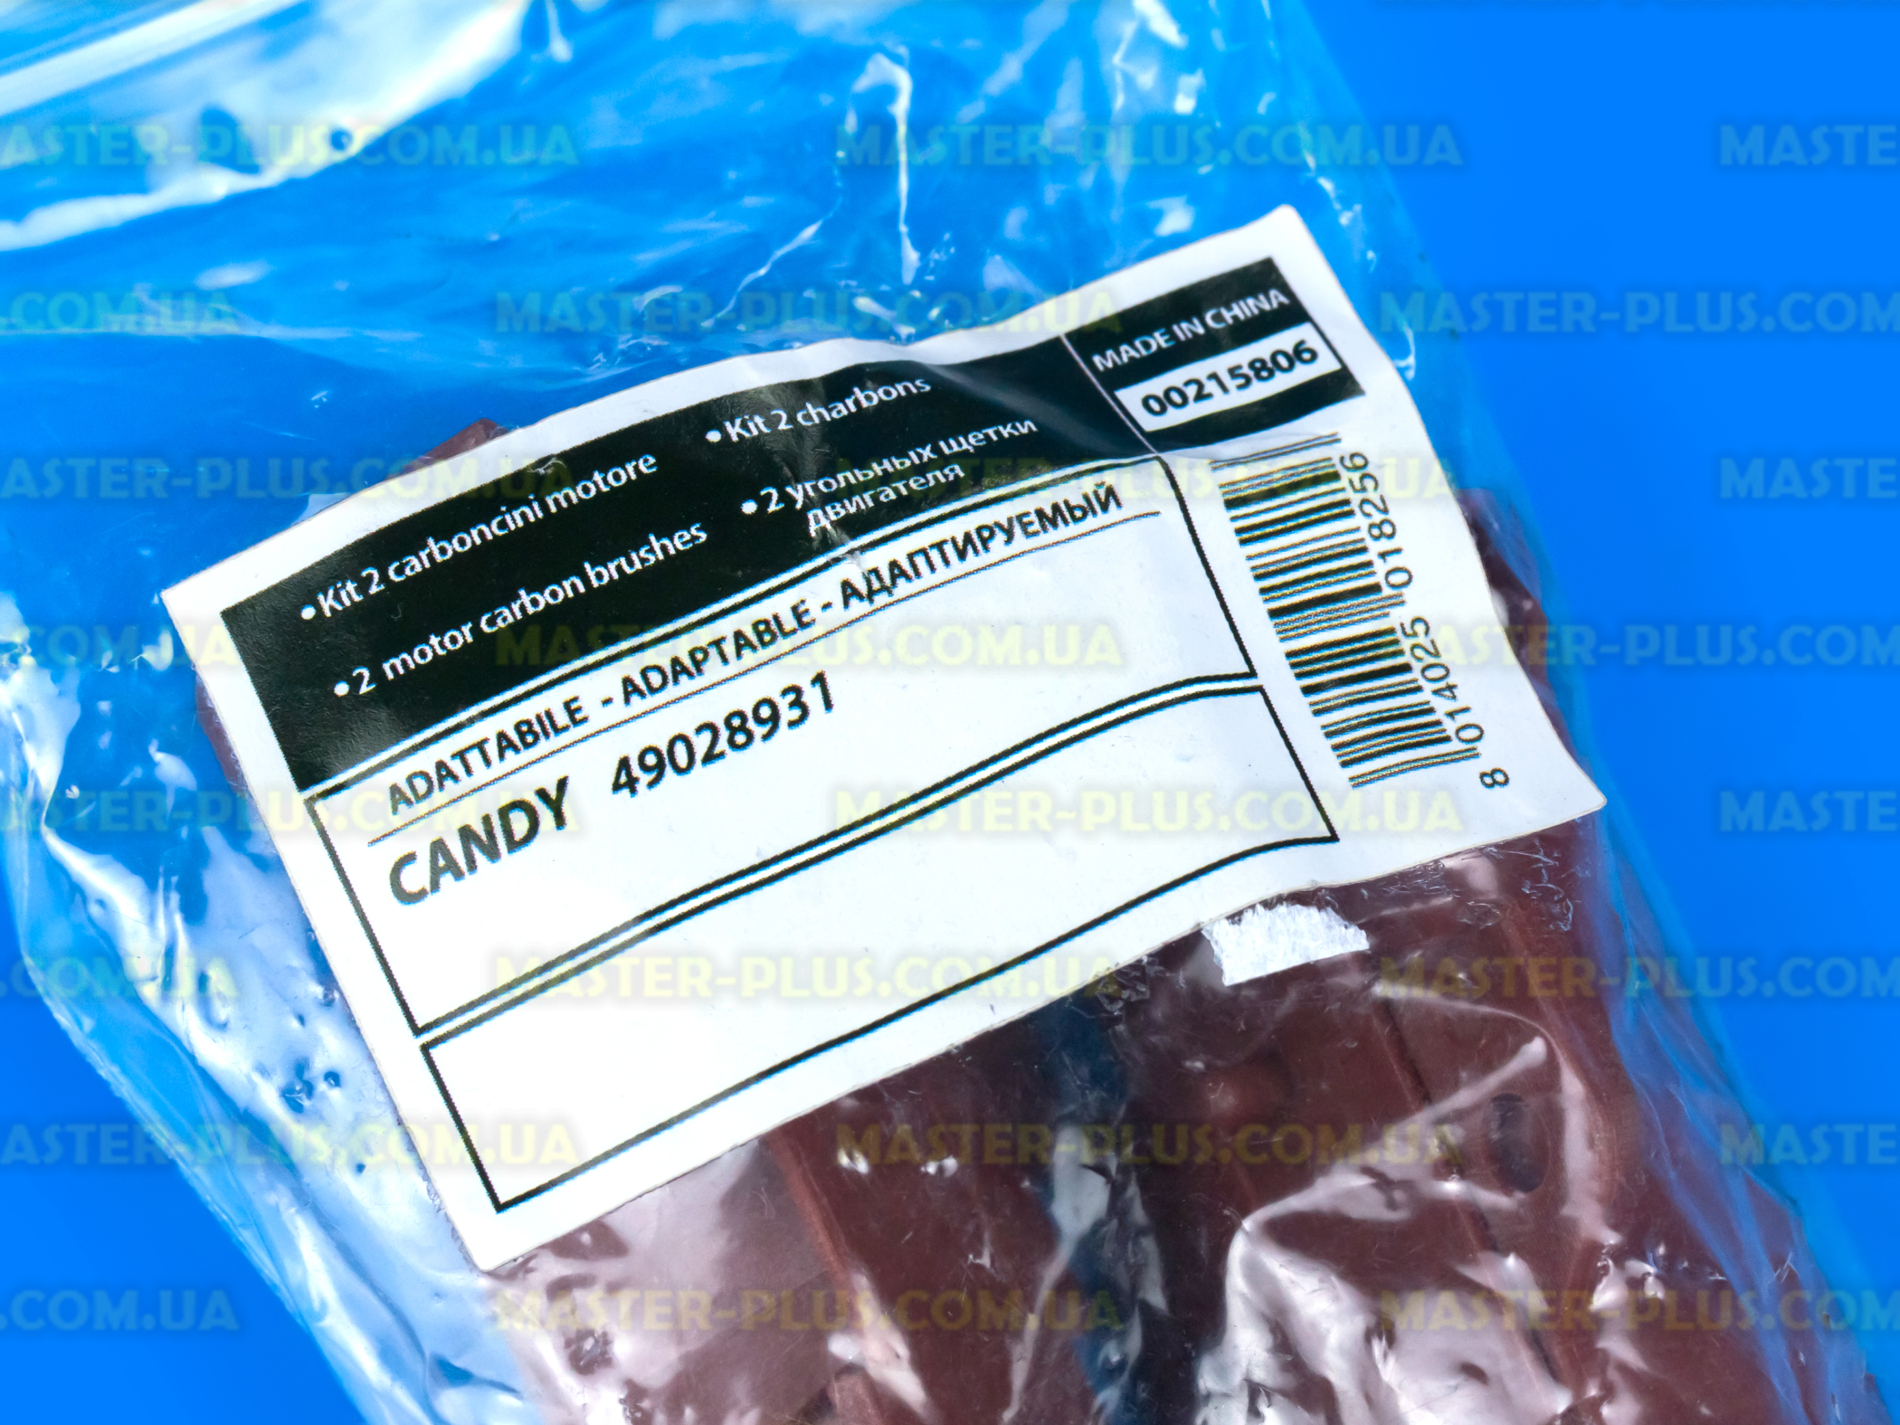 • Kit 2 carboncini motore
• Kit 2 charbons
• 2 motor carbon brushes
• 2 угольных щетки
двигателя
MADE IN CHINA
00215806
ADATTABILE - ADAPTABLE - АДАПТИРУЕМЫЙ
CANDY 49028931
8 014025 018256
MASTER-PLUS.COM.UA